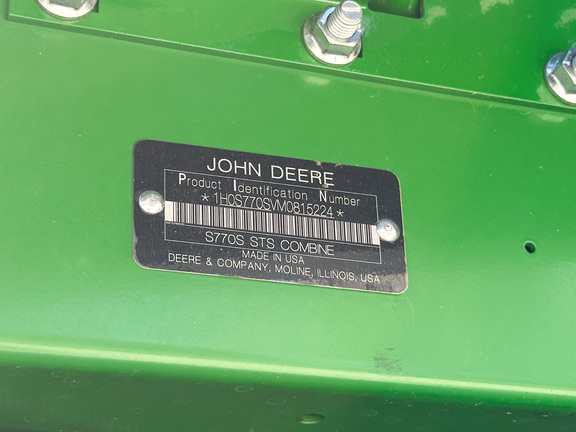 JOHN DEERE
Product Identification Number
*1H0S770SVM0815224*
S770S STS COMBINE
MADE IN USA
DEERE & COMPANY, MOLINE, ILLINOIS, USA